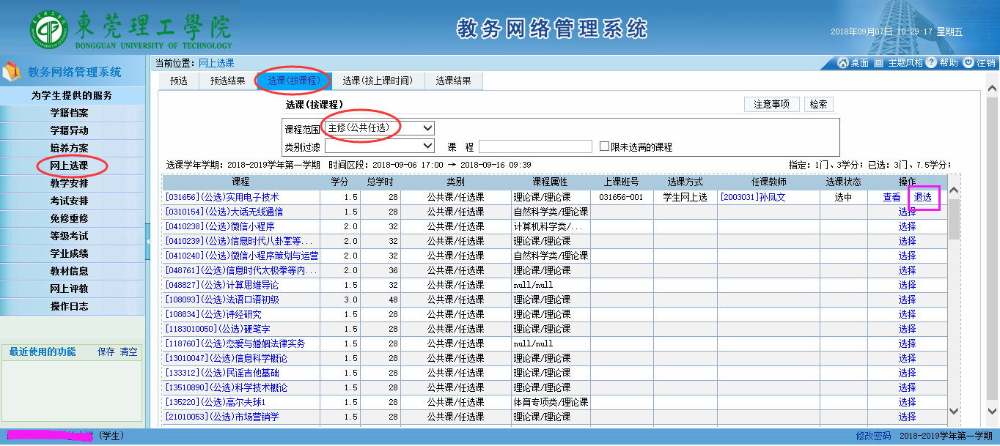 東莞理工學院
DONGGUAN UNIVERSITY OF TECHNOLOGY
教务网络管理系统
2018年09月07日 10:29:17 星期五
教务网络管理系统
当前位置：网上选课
桌面 主题风格 帮助 注销
为学生提供的服务
学籍档案
学籍异动
培养方案
网上选课
教学安排
考试安排
免修重修
等级考试
学业成绩
教材信息
网上评教
操作日志
最近使用的功能 保存 清空
预选 预选结果 选课(按课程) 选课(按上课时间) 选课结果
选课(按课程) 注意事项 检索
课程范围 主修(公共任选)
类别过滤 课 程 限未选满的课程
选课学年学期：2018-2019学年第一学期 时间区段：2018-09-06 17:00 → 2018-09-16 09:39 指定：1门、3学分；已选：3门、7.5学分；
课程 学分 总学时 类别 课程属性 上课班号 选课方式 任课教师 选课状态 操作
[031656](公选)实用电子技术 1.5 28 公共课/任选课 理论课/理论课 031656-001 学生网上选 [2003031]孙凤文 选中 查看 退选
[0310154](公选)大话无线通信 1.5 28 公共课/任选课 自然科学类/理论课 选择
[0410238](公选)微信小程序 2.0 32 公共课/任选课 计算机科学类/... 选择
[0410239](公选)信息时代八卦掌等... 2.0 32 公共课/任选课 理论课/理论课 选择
[0410240](公选)微信小程序策划与运营 2.0 32 公共课/任选课 自然科学类/理论课 选择
[048761](公选)信息时代太极拳等内... 2.0 36 公共课/任选课 理论课/理论课 选择
[048827](公选)计算思维导论 1.5 32 公共课/任选课 null/null 选择
[108093](公选)法语口语初级 3.0 48 公共课/任选课 理论课/理论课 选择
[108834](公选)诗经研究 1.5 28 公共课/任选课 理论课/理论课 选择
[1183010050](公选)硬笔字 1.5 28 公共课/任选课 理论课/理论课 选择
[118760](公选)恋爱与婚姻法律实务 1.5 28 公共课/任选课 null/null 选择
[13010047](公选)信息科学概论 1.5 28 公共课/任选课 理论课/理论课 选择
[133312](公选)民谣吉他基础 1.5 28 公共课/任选课 理论课/理论课 选择
[13510890](公选)科学技术概论 1.5 28 公共课/任选课 理论课/理论课 选择
[135220](公选)高尔夫球1 1.5 28 公共课/任选课 体育专项类/理论课 选择
[21010053](公选)市场营销学 1.5 28 公共课/任选课 理论课/理论课 选择
(学生) 修改密码 2018-2019学年第一学期